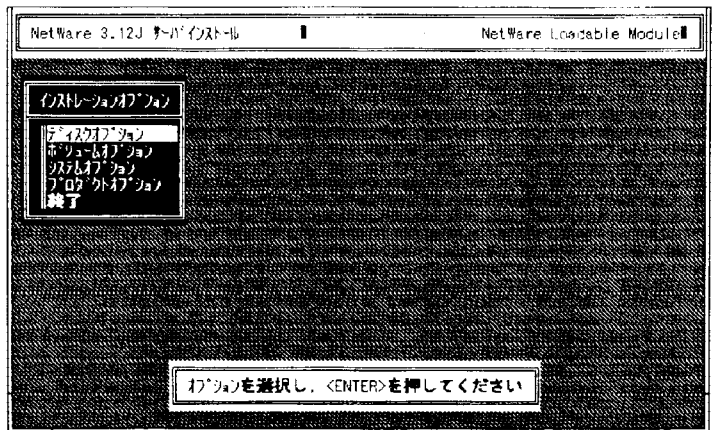 NetWare 3.12J ｻｰﾊﾞｲﾝｽﾄｰﾙ NetWare Loadable Module
ｲﾝｽﾄﾚｰｼｮﾝｵﾌﾟｼｮﾝ
ﾃﾞｨｽｸｵﾌﾟｼｮﾝ
ﾎﾞﾘｭｰﾑｵﾌﾟｼｮﾝ
ｼｽﾃﾑｵﾌﾟｼｮﾝ
ﾌﾟﾛﾀﾞｸﾄｵﾌﾟｼｮﾝ
終了
ｵﾌﾟｼｮﾝを選択し, <ENTER>を押してください